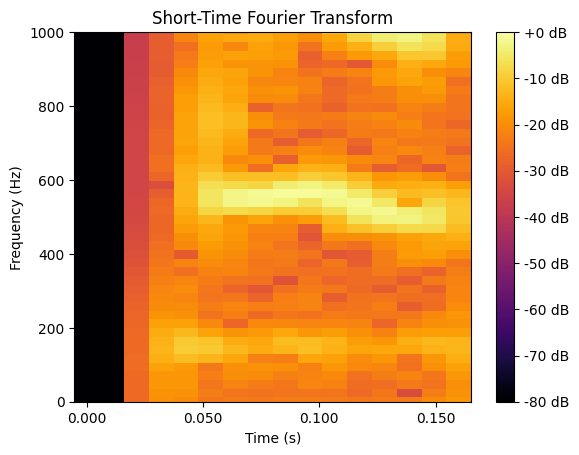 Short-Time Fourier Transform
1000
800
600
400
200
0
Frequency (Hz)
0.000
0.050
0.100
0.150
Time (s)
+0 dB
-10 dB
-20 dB
-30 dB
-40 dB
-50 dB
-60 dB
-70 dB
-80 dB